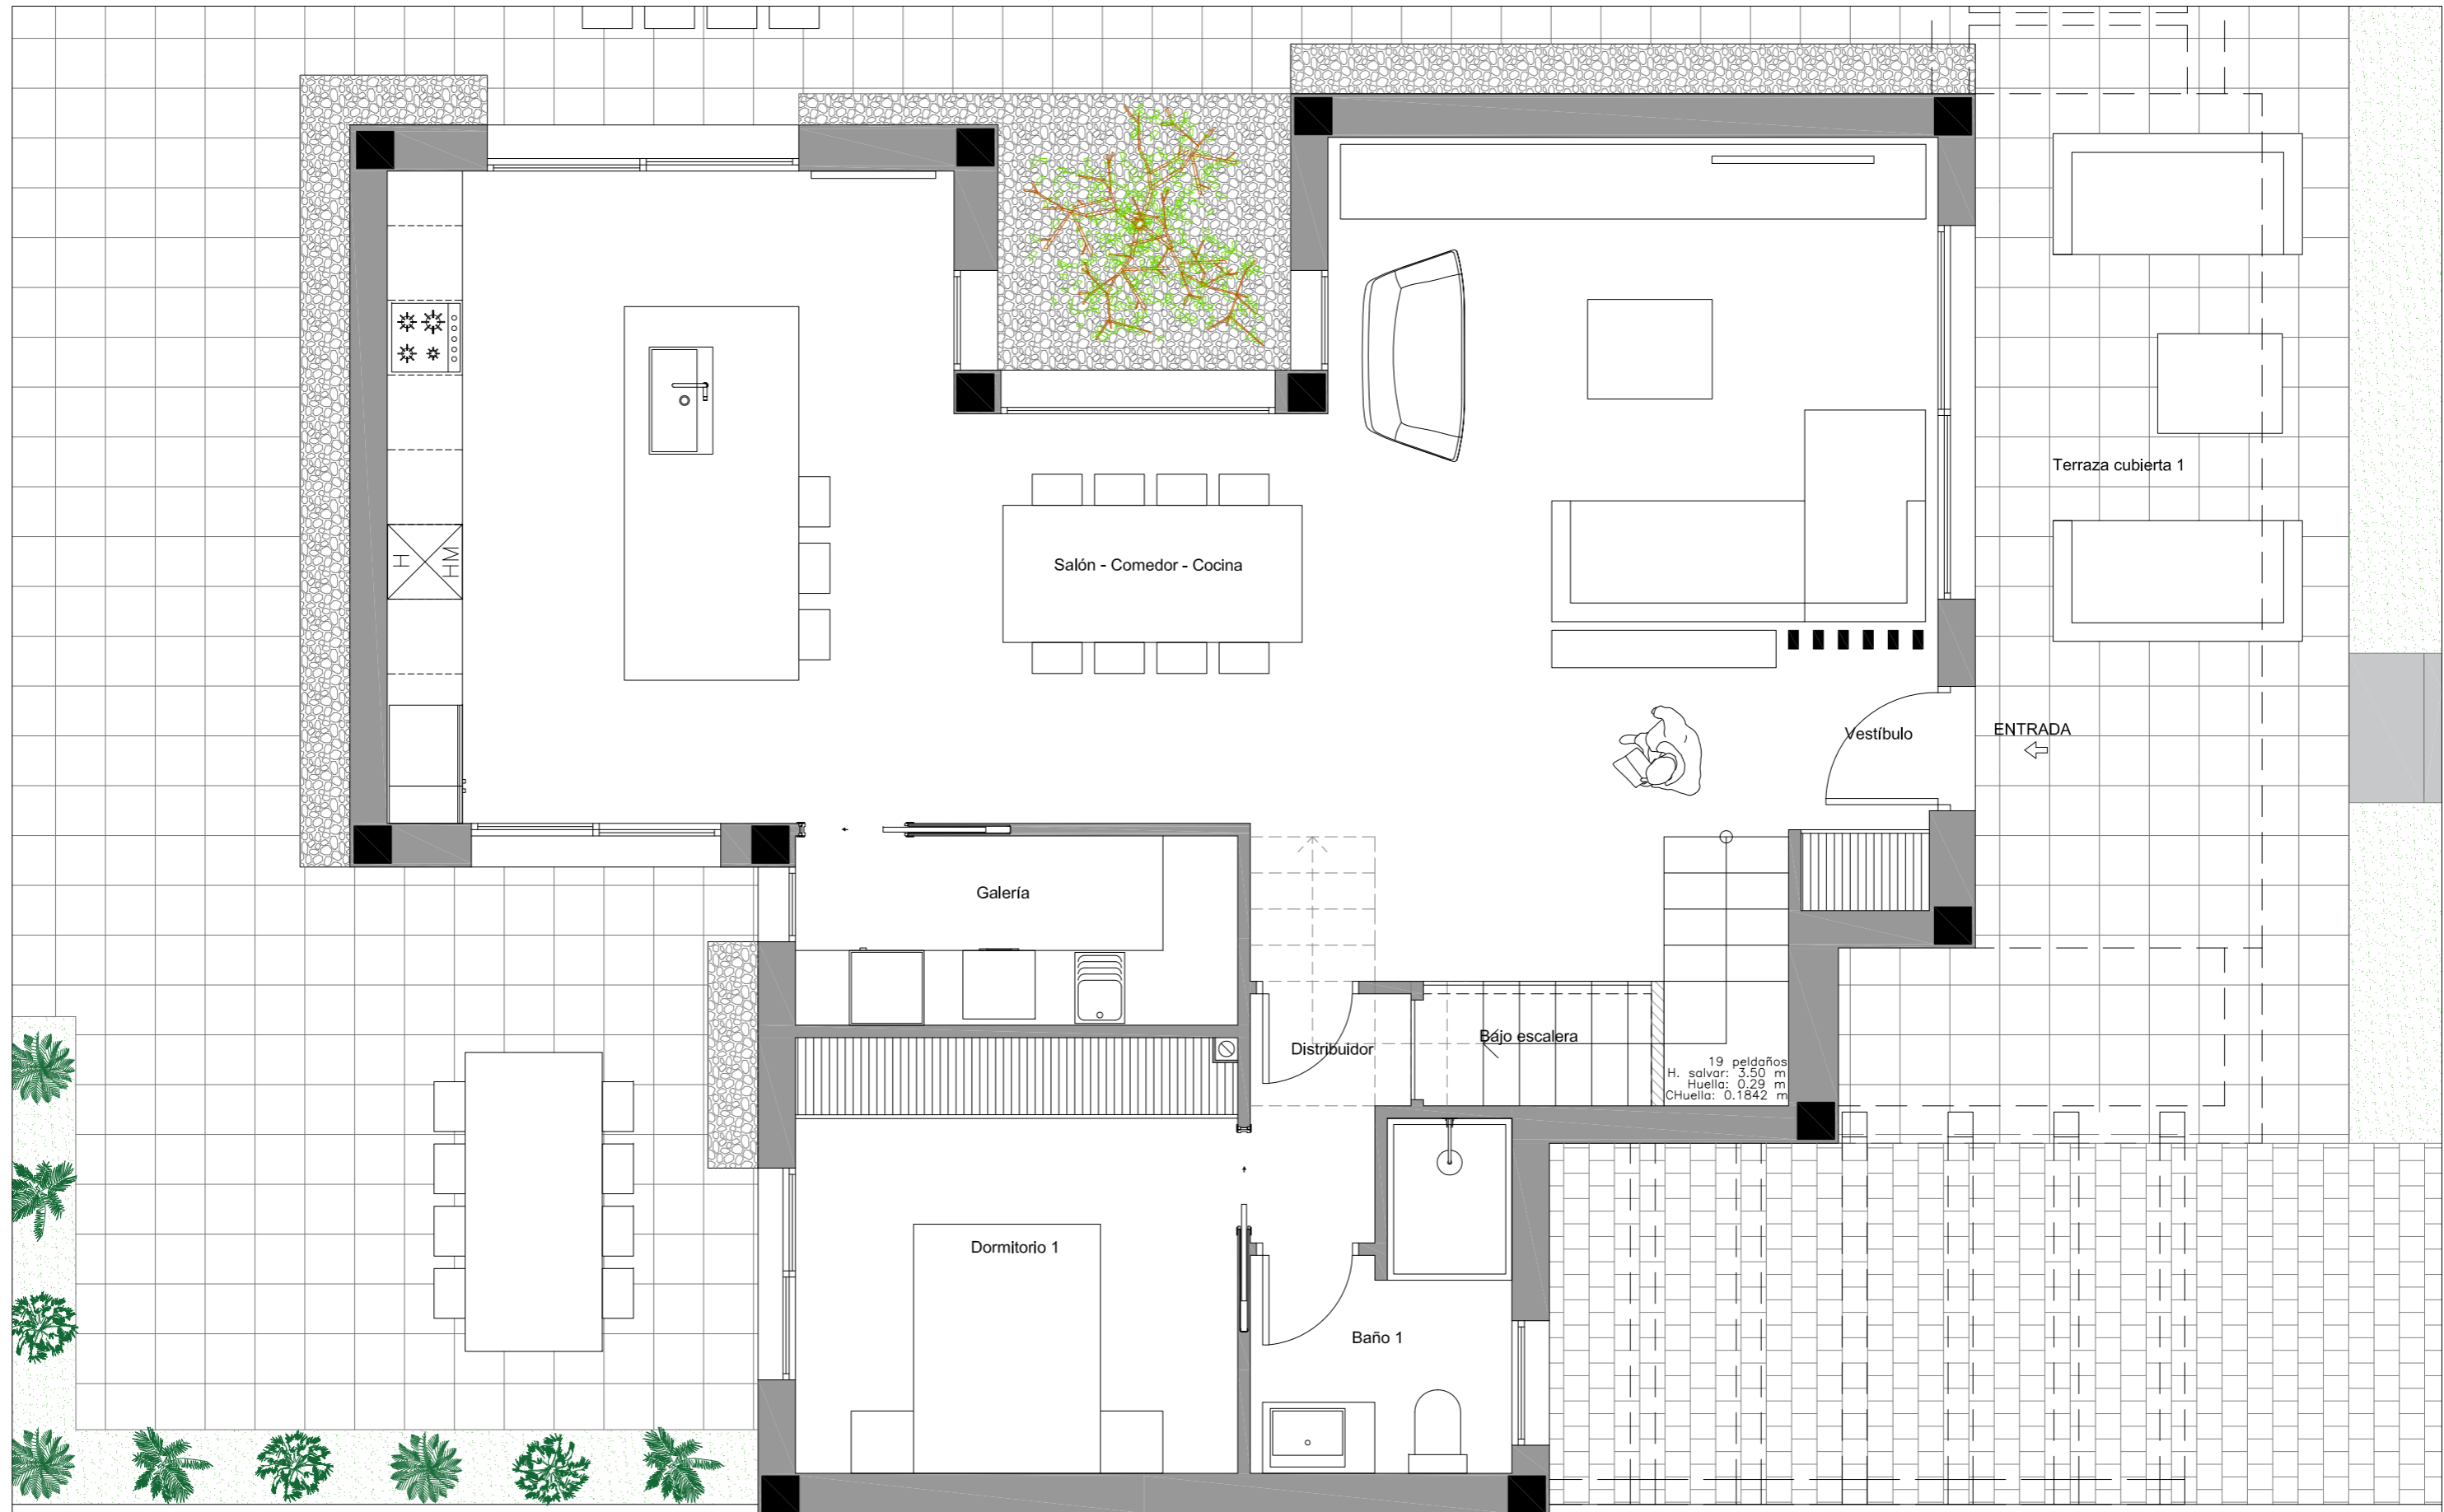 Terraza cubierta 1
H
MH
Salón - Comedor - Cocina
Vestíbulo
ENTRADA
Galería
Distribuidor
Bajo escalera
19 peldaños
H. salvar: 3.50 m
Huella: 0.29 m
CHuella: 0.1842 m
Dormitorio 1
Baño 1